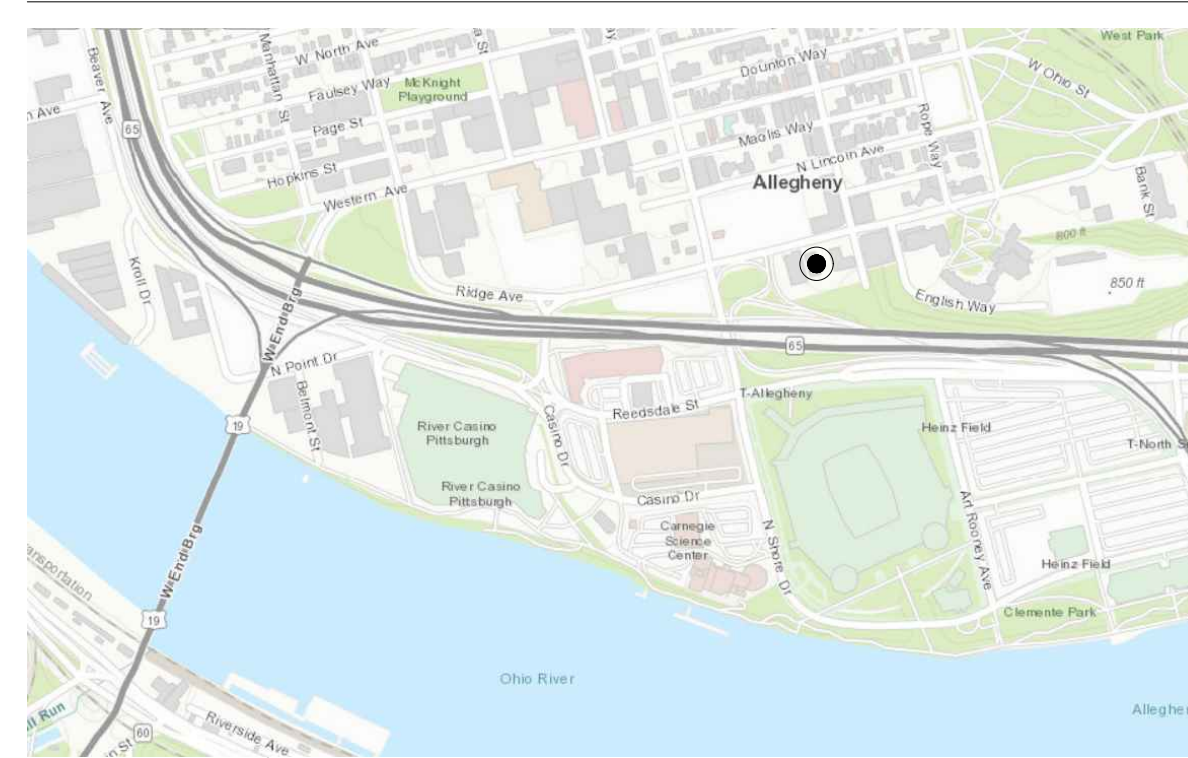 West Park
W North Ave
Manhattan St
Beaver Ave
Faulsey Way
McKnight
Playground
Dounton Way
W Ohio St
Page St
65
Maolis Way
Rope Way
N Lincoln Ave
Hopkins St
Allegheny
Western Ave
Bank St
800 ft
850 ft
Kroll Dr
Ridge Ave
English Way
W End Brg
65
N Point Dr
Belmont St
T-Allegheny
Reedsdale St
Casino Dr
19
River Casino
Pittsburgh
Heinz Field
T-North
River Casino
Pittsburgh
Casino Dr
Art Rooney Ave
Carnegie
Science
Center
N Shore Dr
Heinz Field
W End Brg
Clemente Park
19
Ohio River
Riverside Ave
60